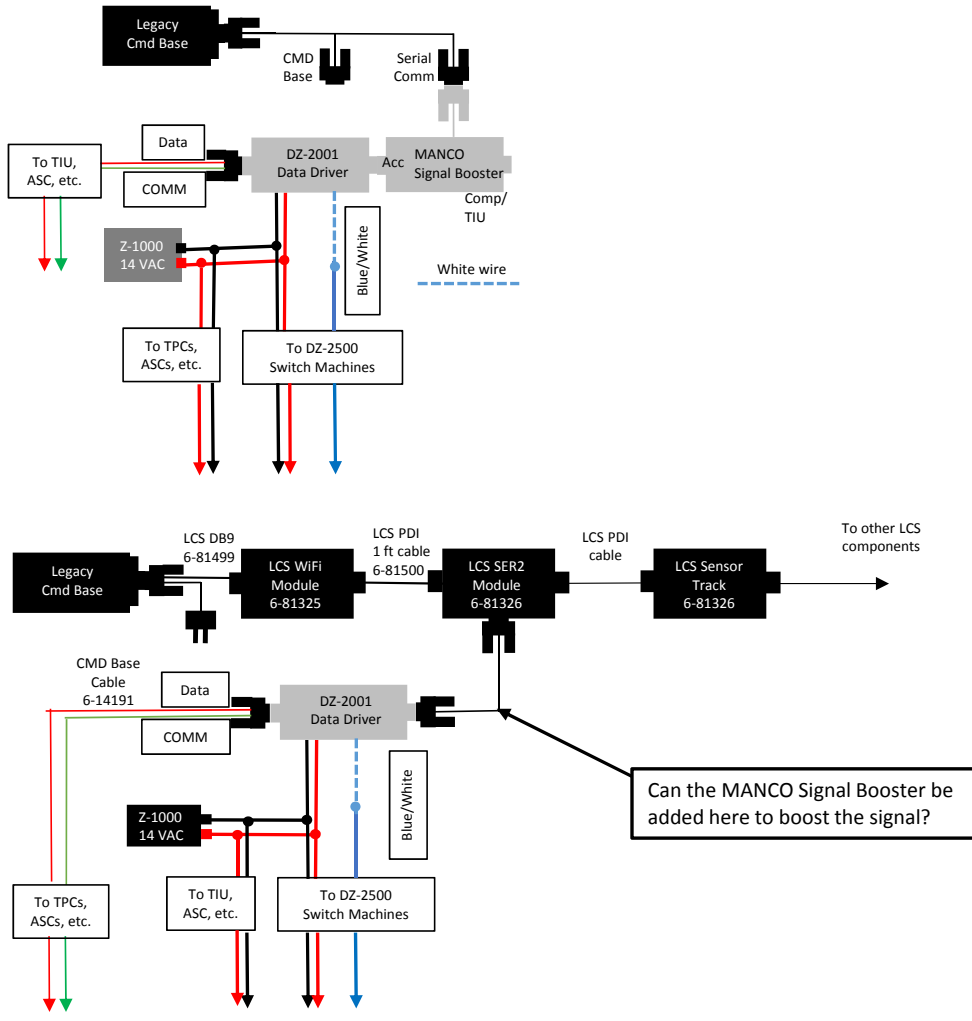 Legacy
Cmd Base
CMD
Base
Serial
Comm
Data
To TIU,
ASC, etc.
COMM
DZ-2001
Data Driver
Acc
MANCO
Signal Booster
Comp/
TIU
Z-1000
14 VAC
Blue/White
White wire
To TPCs,
ASCs, etc.
To DZ-2500
Switch Machines
LCS DB9
6-81499
LCS PDI
1 ft cable
6-81500
LCS PDI
cable
To other LCS
components
Legacy
Cmd Base
LCS WiFi
Module
6-81325
LCS SER2
Module
6-81326
LCS Sensor
Track
6-81326
CMD Base
Cable
6-14191
Data
COMM
DZ-2001
Data Driver
Blue/White
Can the MANCO Signal Booster be
added here to boost the signal?
Z-1000
14 VAC
To TPCs,
ASCs, etc.
To TIU,
ASC, etc.
To DZ-2500
Switch Machines